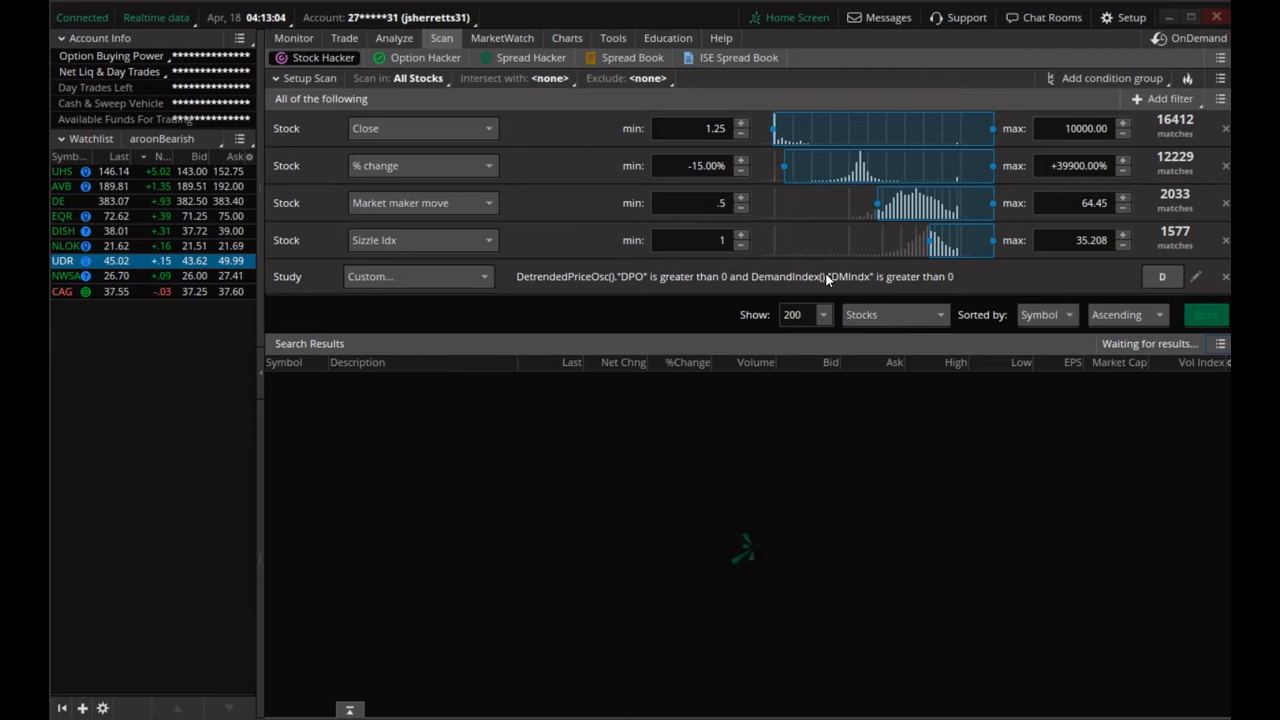 Connected Realtime data Apr, 18 04:13:04 Account: 27*****31 (jsherretts31) Home Screen Messages Support Chat Rooms Setup
Account Info Monitor Trade Analyze Scan MarketWatch Charts Tools Education Help OnDemand
Option Buying Power ************** Stock Hacker Option Hacker Spread Hacker Spread Book ISE Spread Book
Net Liq & Day Trades ************** Setup Scan Scan in: All Stocks Intersect with: <none> Exclude: <none> Add condition group
Day Trades Left **************
Cash & Sweep Vehicle ************** All of the following Add filter
Available Funds For Trading **************
Watchlist aroonBearish
Stock Close min: 1.25 max: 10000.00 16412 matches
Stock % change min: -15.00% max: +39900.00% 12229 matches
Stock Market maker move min: .5 max: 64.45 2033 matches
Stock Sizzle Idx min: 1 max: 35.208 1577 matches
Study Custom... DetrendedPriceOsc()."DPO" is greater than 0 and DemandIndex()."DMIndx" is greater than 0 D
Symb... Last N... Bid Ask
UHS 146.14 +5.02 143.00 152.75
AVB 189.81 +1.35 189.51 192.00
DE 383.07 +.93 382.50 383.40
EQR 72.62 +.39 71.25 75.00
DISH 38.01 +.31 37.72 39.00
NLOK 21.62 +.16 21.51 21.69
UDR 45.02 +.15 43.62 49.99
NWSA 26.70 +.09 26.00 27.41
CAG 37.55 -.03 37.25 37.60
Show: 200 Stocks Sorted by: Symbol Ascending Scan
Search Results Waiting for results...
Symbol Description Last Net Chng %Change Volume Bid Ask High Low EPS Market Cap Vol Index